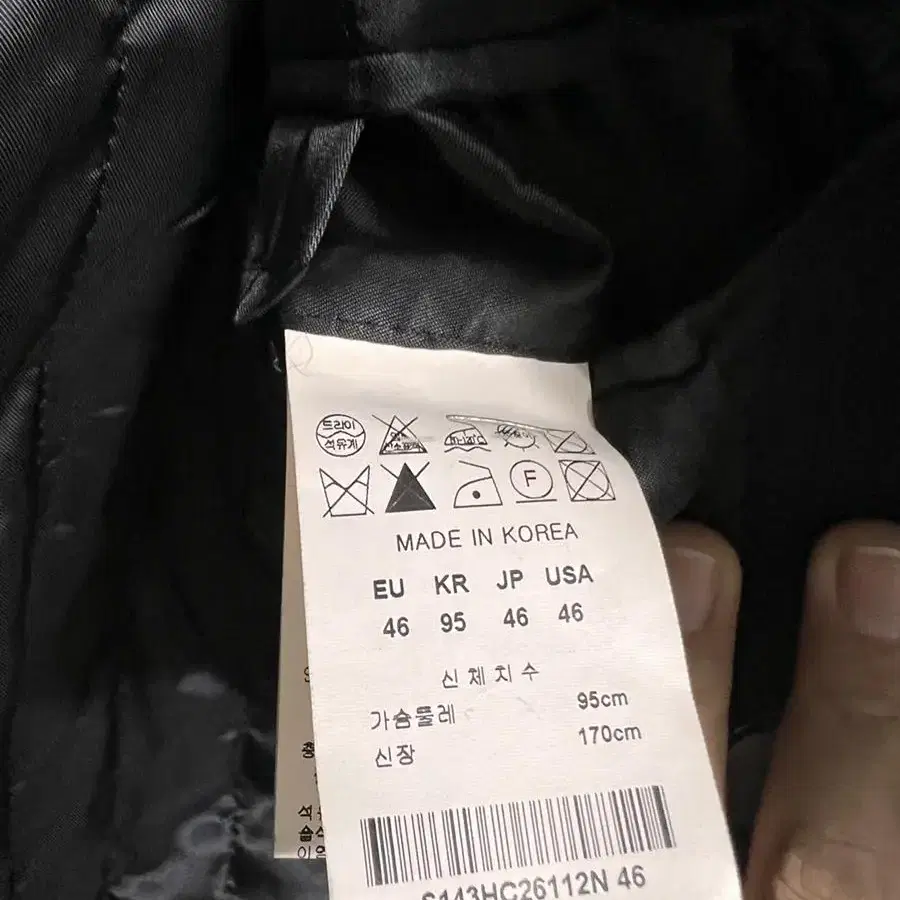 드라이
석유계
F
MADE IN KOREA
EU KR JP USA
46 95 46 46
신체치수
가슴둘레 95cm
신장 170cm
S143HC26112N 46